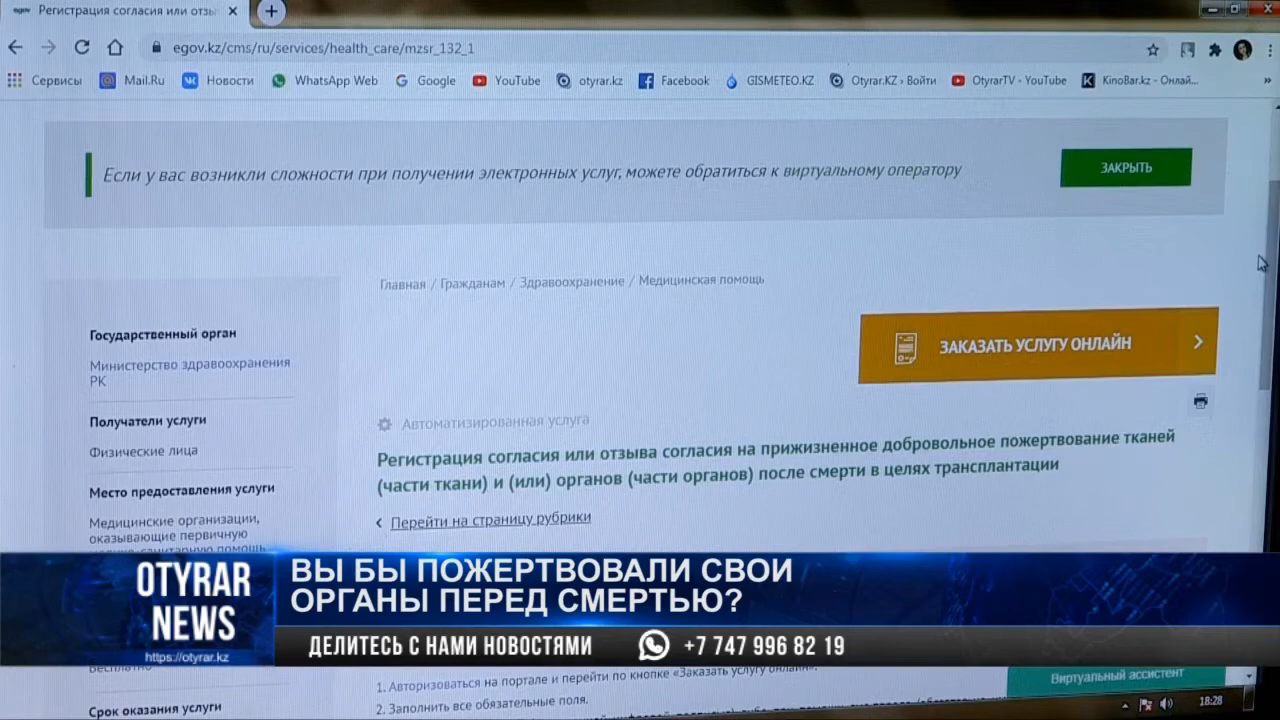 Регистрация согласия или отзы
egov.kz/cms/ru/services/health_care/mzsr_132_1
Сервисы Mail.Ru Новости WhatsApp Web Google YouTube otyrar.kz Facebook GISMETEO.KZ Otyrar.KZ › Войти OtyrarTV - YouTube KinoBar.kz - Онлай...
Если у вас возникли сложности при получении электронных услуг, можете обратиться к виртуальному оператору
ЗАКРЫТЬ
Главная / Гражданам / Здравоохранение / Медицинская помощь
ЗАКАЗАТЬ УСЛУГУ ОНЛАЙН
Государственный орган
Министерство здравоохранения
РК
Получатели услуги
Физические лица
Место предоставления услуги
Медицинские организации,
оказывающие первичную
медико-санитарную помощь
Автоматизированная услуга
Регистрация согласия или отзыва согласия на прижизненное добровольное пожертвование тканей
(части ткани) и (или) органов (части органов) после смерти в целях трансплантации
Перейти на страницу рубрики
OTYRAR
NEWS
https://otyrar.kz
ВЫ БЫ ПОЖЕРТВОВАЛИ СВОИ
ОРГАНЫ ПЕРЕД СМЕРТЬЮ?
ДЕЛИТЕСЬ С НАМИ НОВОСТЯМИ +7 747 996 82 19
Бесплатно
Срок оказания услуги
1. Авторизоваться на портале и перейти по кнопке «Заказать услугу онлайн».
2. Заполнить все обязательные поля.
Виртуальный ассистент
18:28